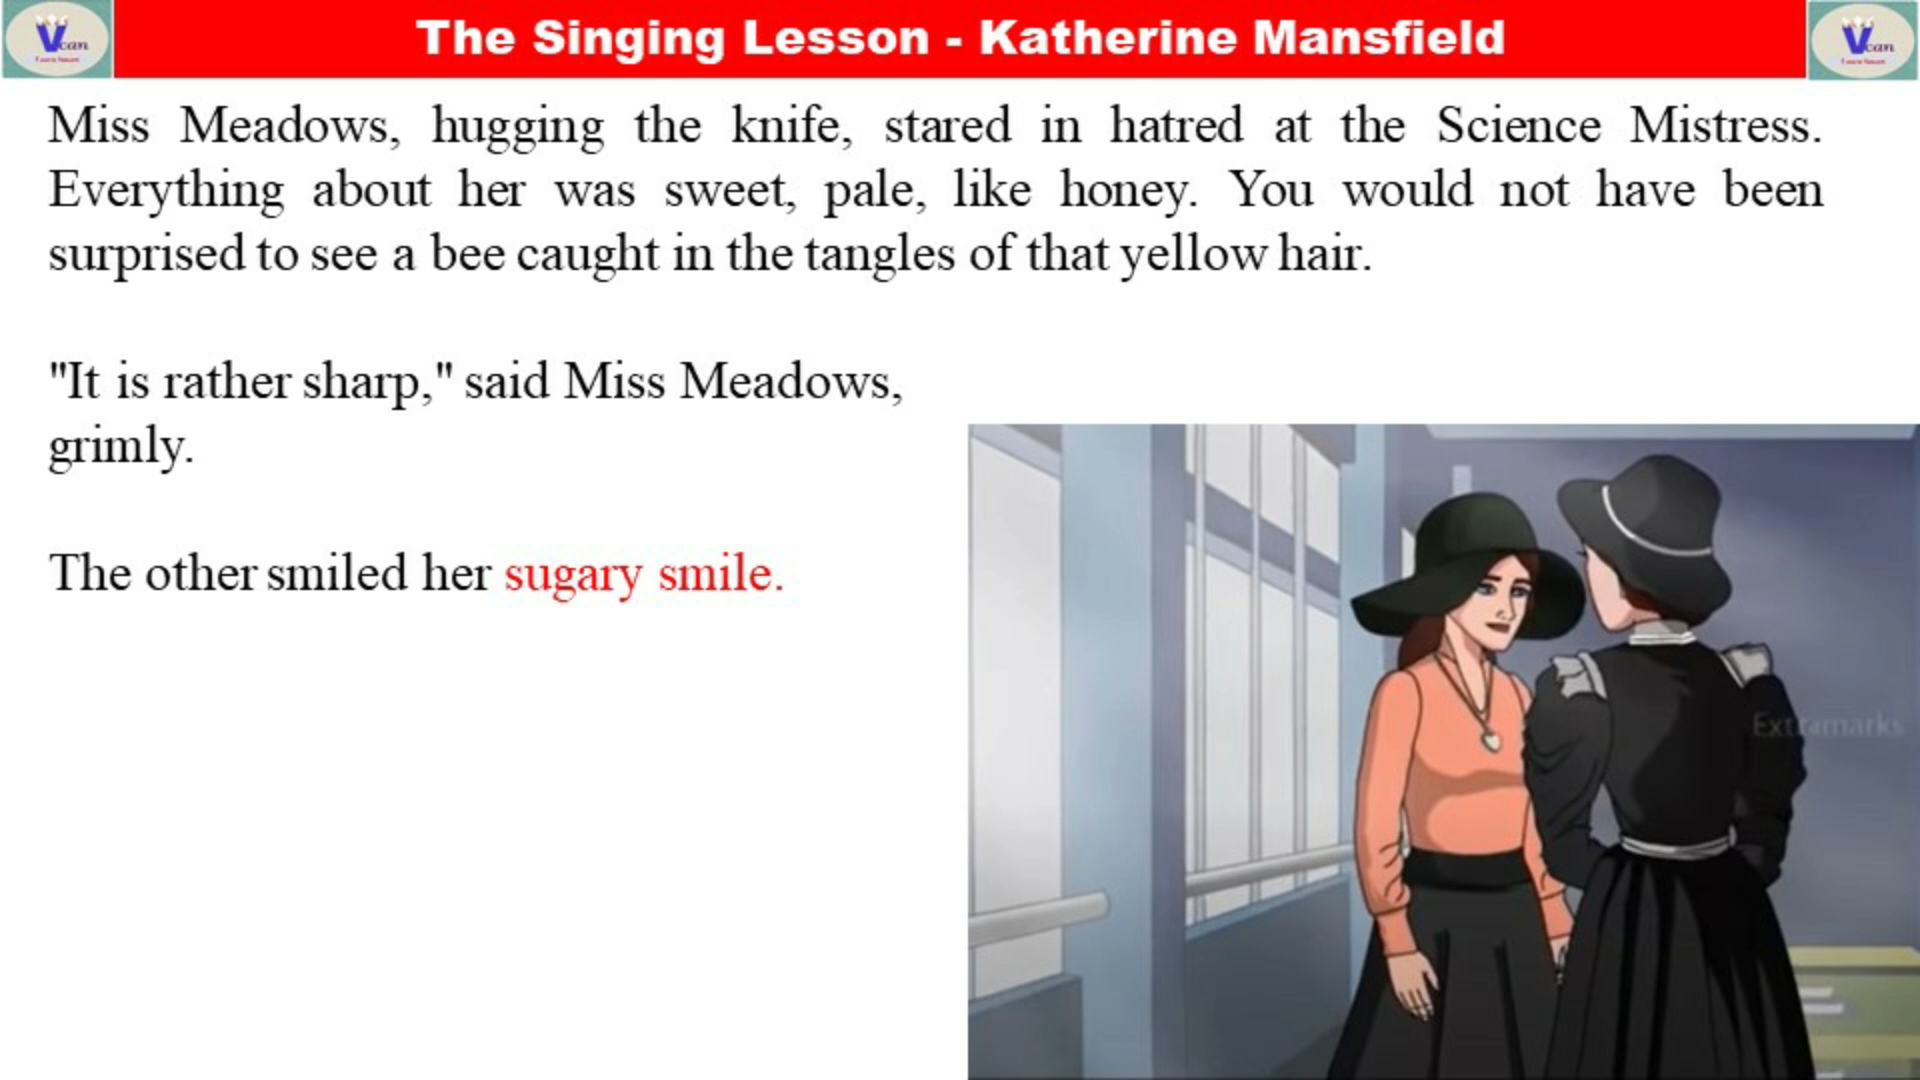 The Singing Lesson - Katherine Mansfield
Vcan
Vcan
Miss Meadows, hugging the knife, stared in hatred at the Science Mistress.
Everything about her was sweet, pale, like honey. You would not have been
surprised to see a bee caught in the tangles of that yellow hair.
"It is rather sharp," said Miss Meadows,
grimly.
The other smiled her sugary smile.
Extramarks